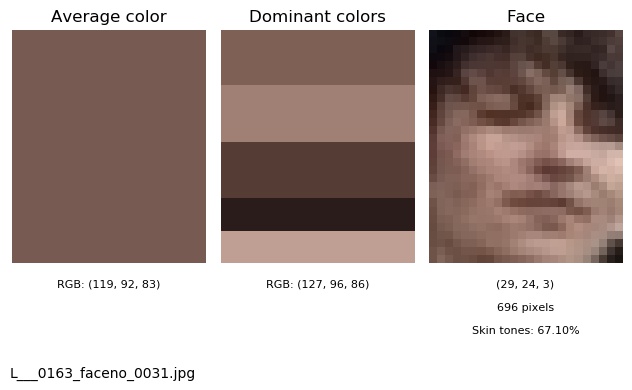 Average color
Dominant colors
Face
RGB: (119, 92, 83)
RGB: (127, 96, 86)
(29, 24, 3)
696 pixels
Skin tones: 67.10%
L___0163_faceno_0031.jpg